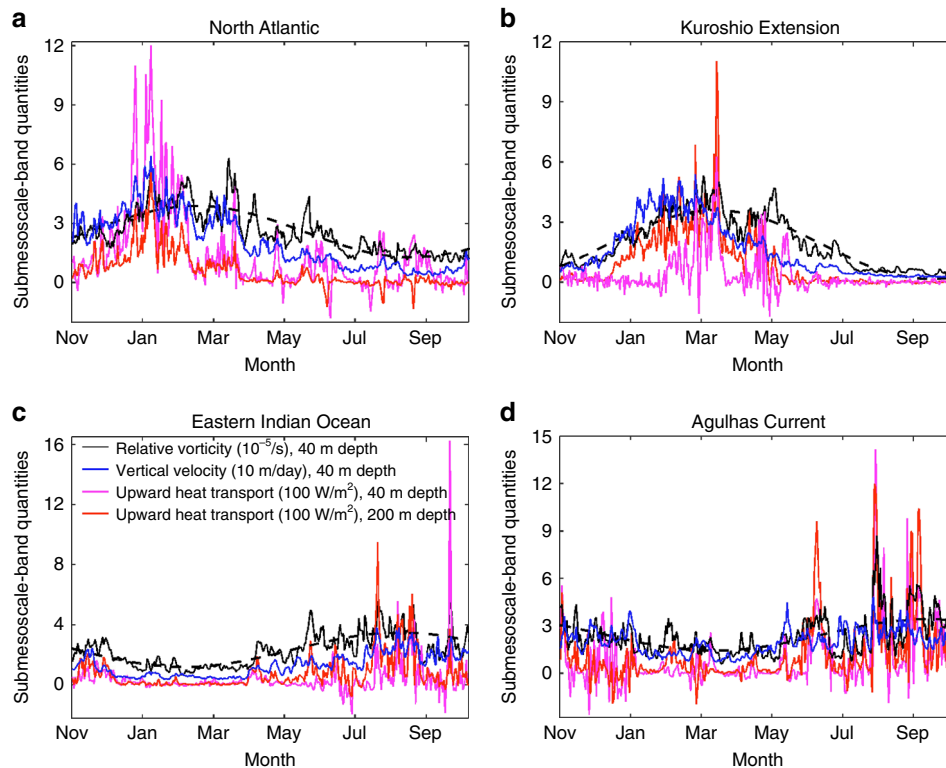 a
North Atlantic
Submesoscale-band quantities
12
9
6
3
0
Nov Jan Mar May Jul Sep
Month
b
Kuroshio Extension
Submesoscale-band quantities
12
9
6
3
0
Nov Jan Mar May Jul Sep
Month
c
Eastern Indian Ocean
Submesoscale-band quantities
16
12
8
4
0
Relative vorticity (10⁻⁵/s), 40 m depth
Vertical velocity (10 m/day), 40 m depth
Upward heat transport (100 W/m²), 40 m depth
Upward heat transport (100 W/m²), 200 m depth
Nov Jan Mar May Jul Sep
Month
d
Agulhas Current
Submesoscale-band quantities
15
12
9
6
3
0
Nov Jan Mar May Jul Sep
Month